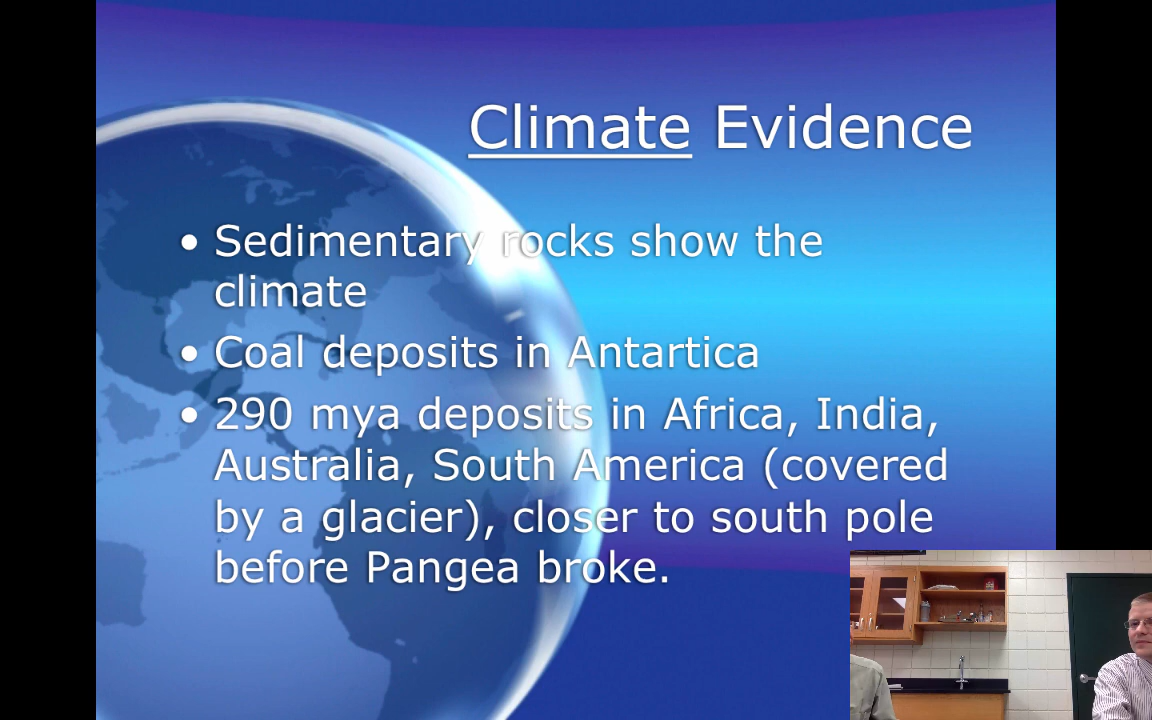 Climate Evidence
• Sedimentary rocks show the
climate
• Coal deposits in Antartica
• 290 mya deposits in Africa, India,
Australia, South America (covered
by a glacier), closer to south pole
before Pangea broke.